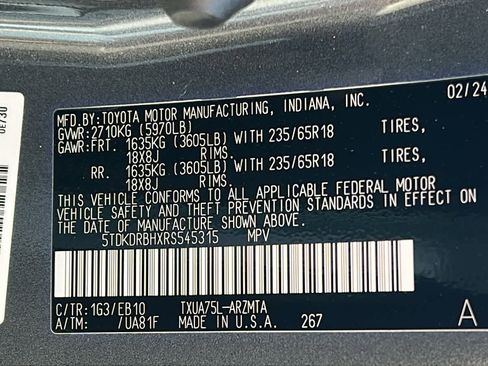 MFD.BY:TOYOTA MOTOR MANUFACTURING, INDIANA, INC. 02/24
GVWR:2710KG (5970LB)
GAWR:FRT. 1635KG (3605LB) WITH 235/65R18 TIRES,
18X8J RIMS.
RR. 1635KG (3605LB) WITH 235/65R18 TIRES,
18X8J RIMS.
THIS VEHICLE CONFORMS TO ALL APPLICABLE FEDERAL MOTOR
VEHICLE SAFETY AND THEFT PREVENTION STANDARDS IN EFFECT ON
THE DATE OF MANUFACTURE SHOWN ABOVE.
5TDKDRBHXRS545315 MPV
C/TR:1G3/EB10 TXUA75L-ARZMTA
A/TM: /UA81F MADE IN U.S.A. 267 A
0E730